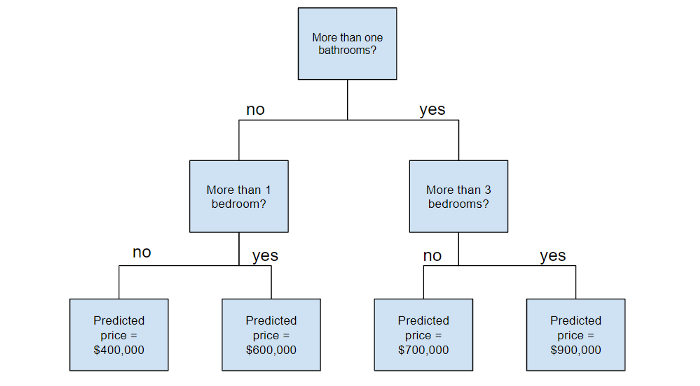 More than one
bathrooms?
no
yes
More than 1
bedroom?
More than 3
bedrooms?
no
yes
no
yes
Predicted
price =
$400,000
Predicted
price =
$600,000
Predicted
price =
$700,000
Predicted
price =
$900,000